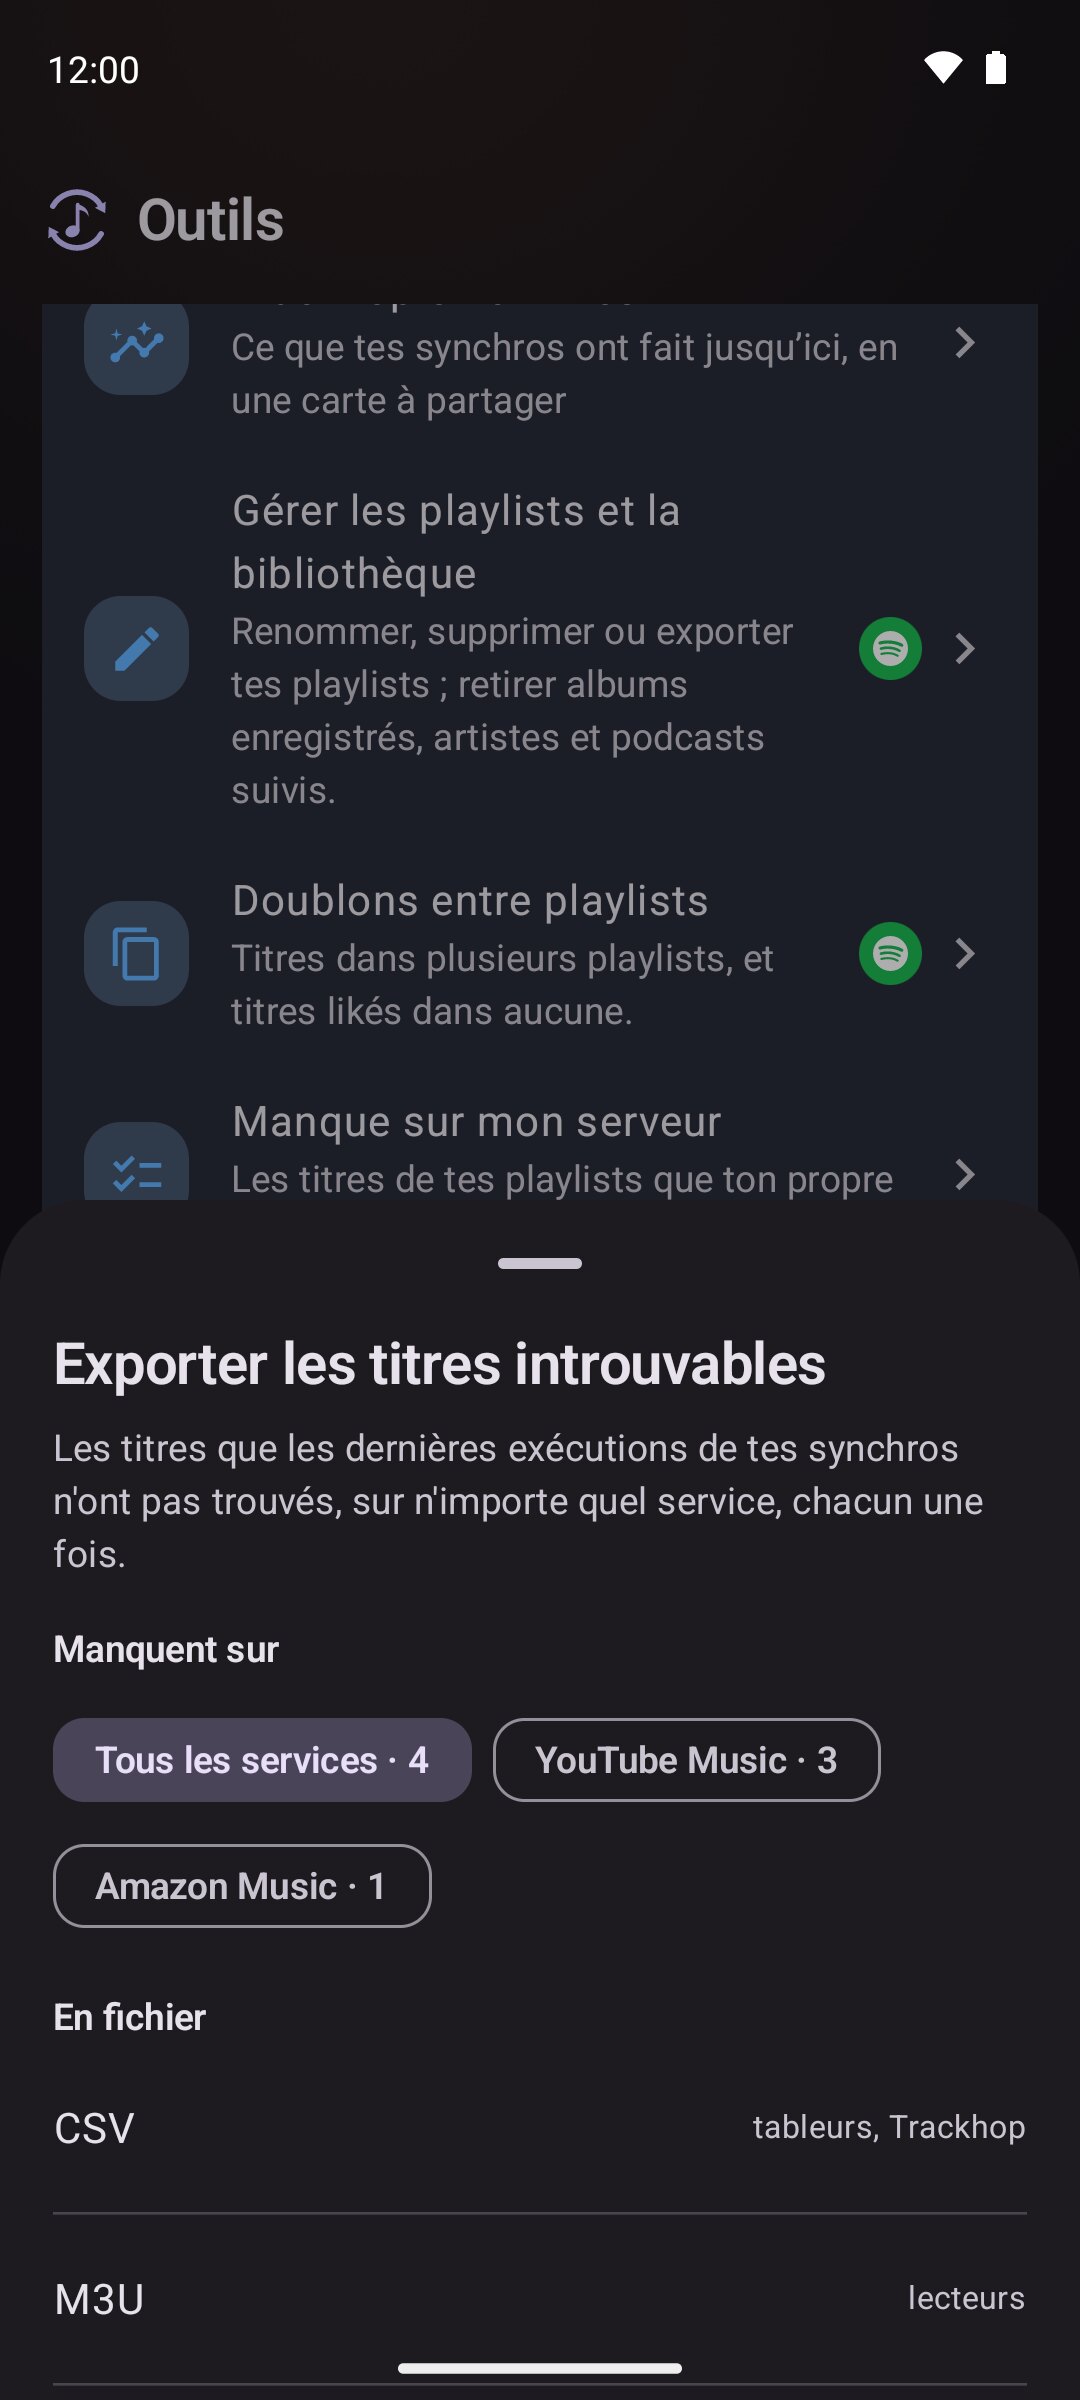 12:00
Outils
Ce que tes synchros ont fait jusqu’ici, en
une carte à partager
Gérer les playlists et la
bibliothèque
Renommer, supprimer ou exporter
tes playlists ; retirer albums
enregistrés, artistes et podcasts
suivis.
Doublons entre playlists
Titres dans plusieurs playlists, et
titres likés dans aucune.
Manque sur mon serveur
Les titres de tes playlists que ton propre
Exporter les titres introuvables
Les titres que les dernières exécutions de tes synchros
n'ont pas trouvés, sur n'importe quel service, chacun une
fois.
Manquent sur
Tous les services · 4
YouTube Music · 3
Amazon Music · 1
En fichier
CSV
tableurs, Trackhop
M3U
lecteurs